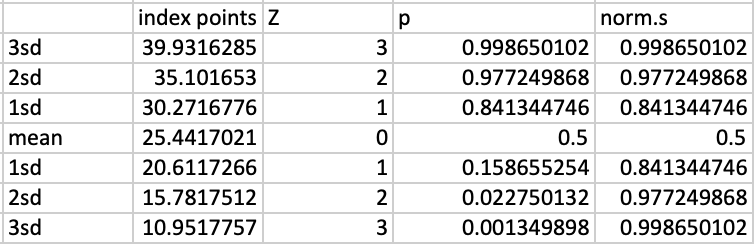 index points Z p norm.s
3sd 39.9316285 3 0.998650102 0.998650102
2sd 35.101653 2 0.977249868 0.977249868
1sd 30.2716776 1 0.841344746 0.841344746
mean 25.4417021 0 0.5 0.5
1sd 20.6117266 1 0.158655254 0.841344746
2sd 15.7817512 2 0.022750132 0.977249868
3sd 10.9517757 3 0.001349898 0.998650102